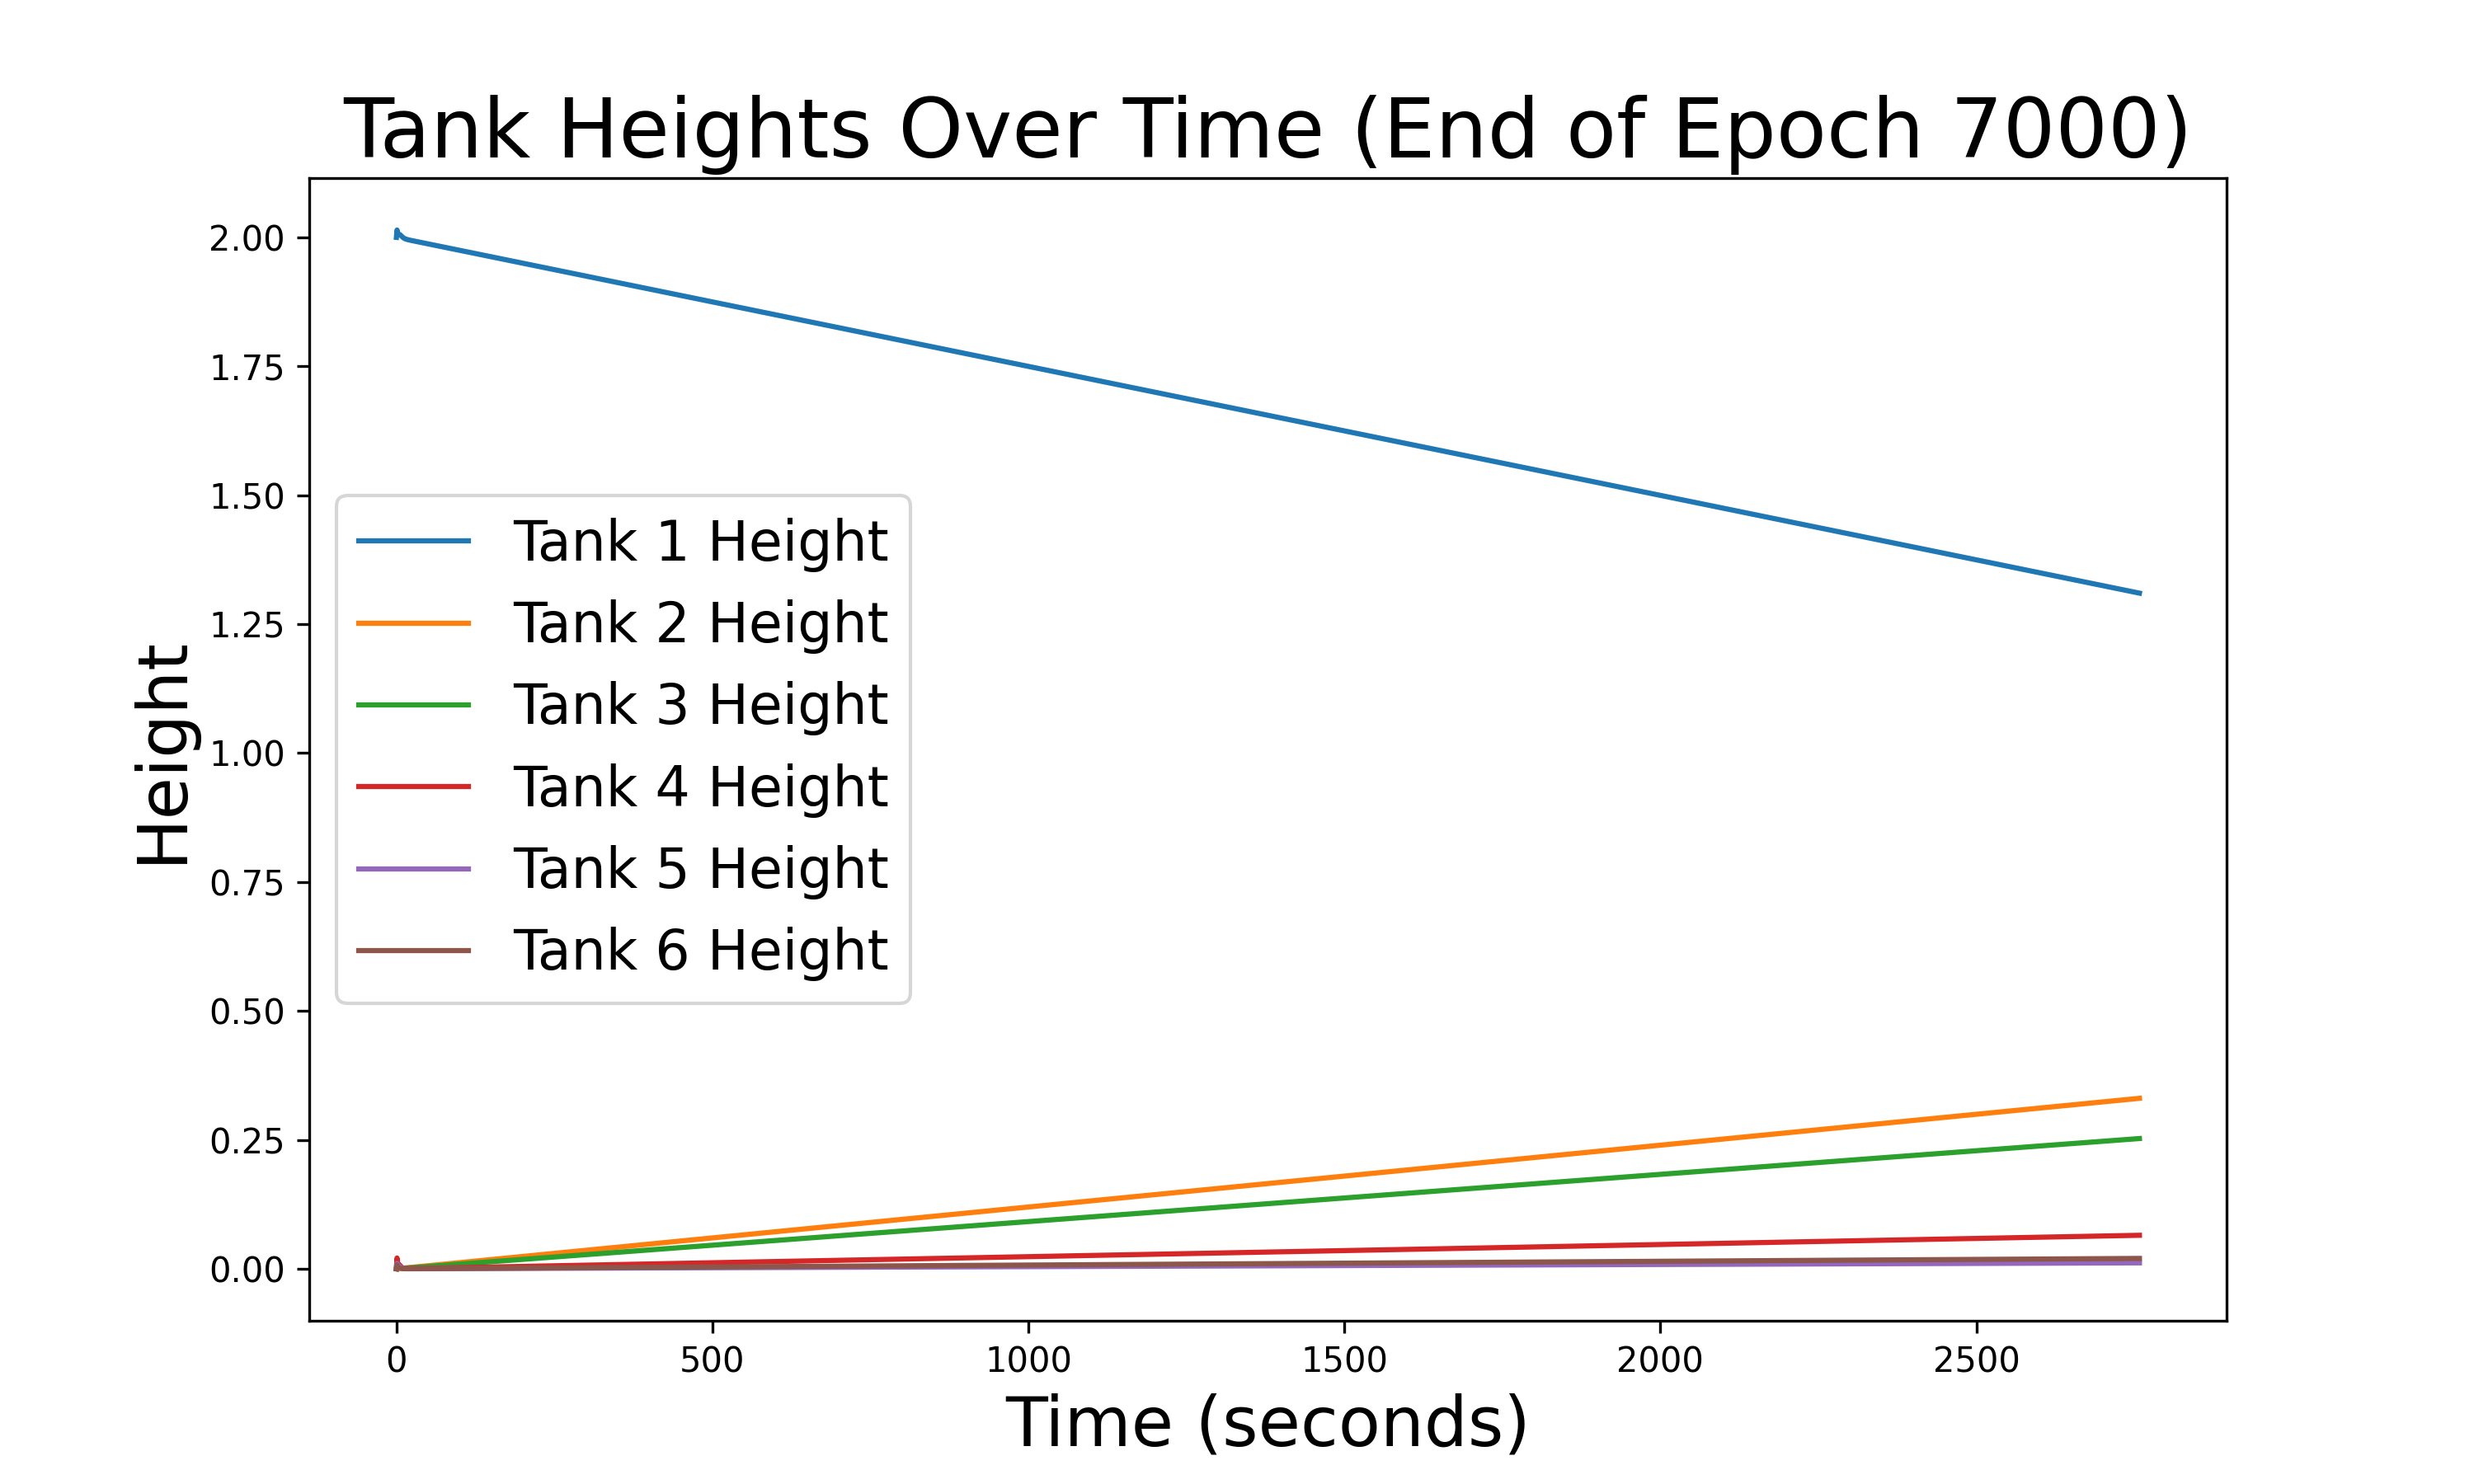 Tank Heights Over Time (End of Epoch 7000)
Height
2.00
1.75
1.50
1.25
1.00
0.75
0.50
0.25
0.00
Tank 1 Height
Tank 2 Height
Tank 3 Height
Tank 4 Height
Tank 5 Height
Tank 6 Height
0 500 1000 1500 2000 2500
Time (seconds)